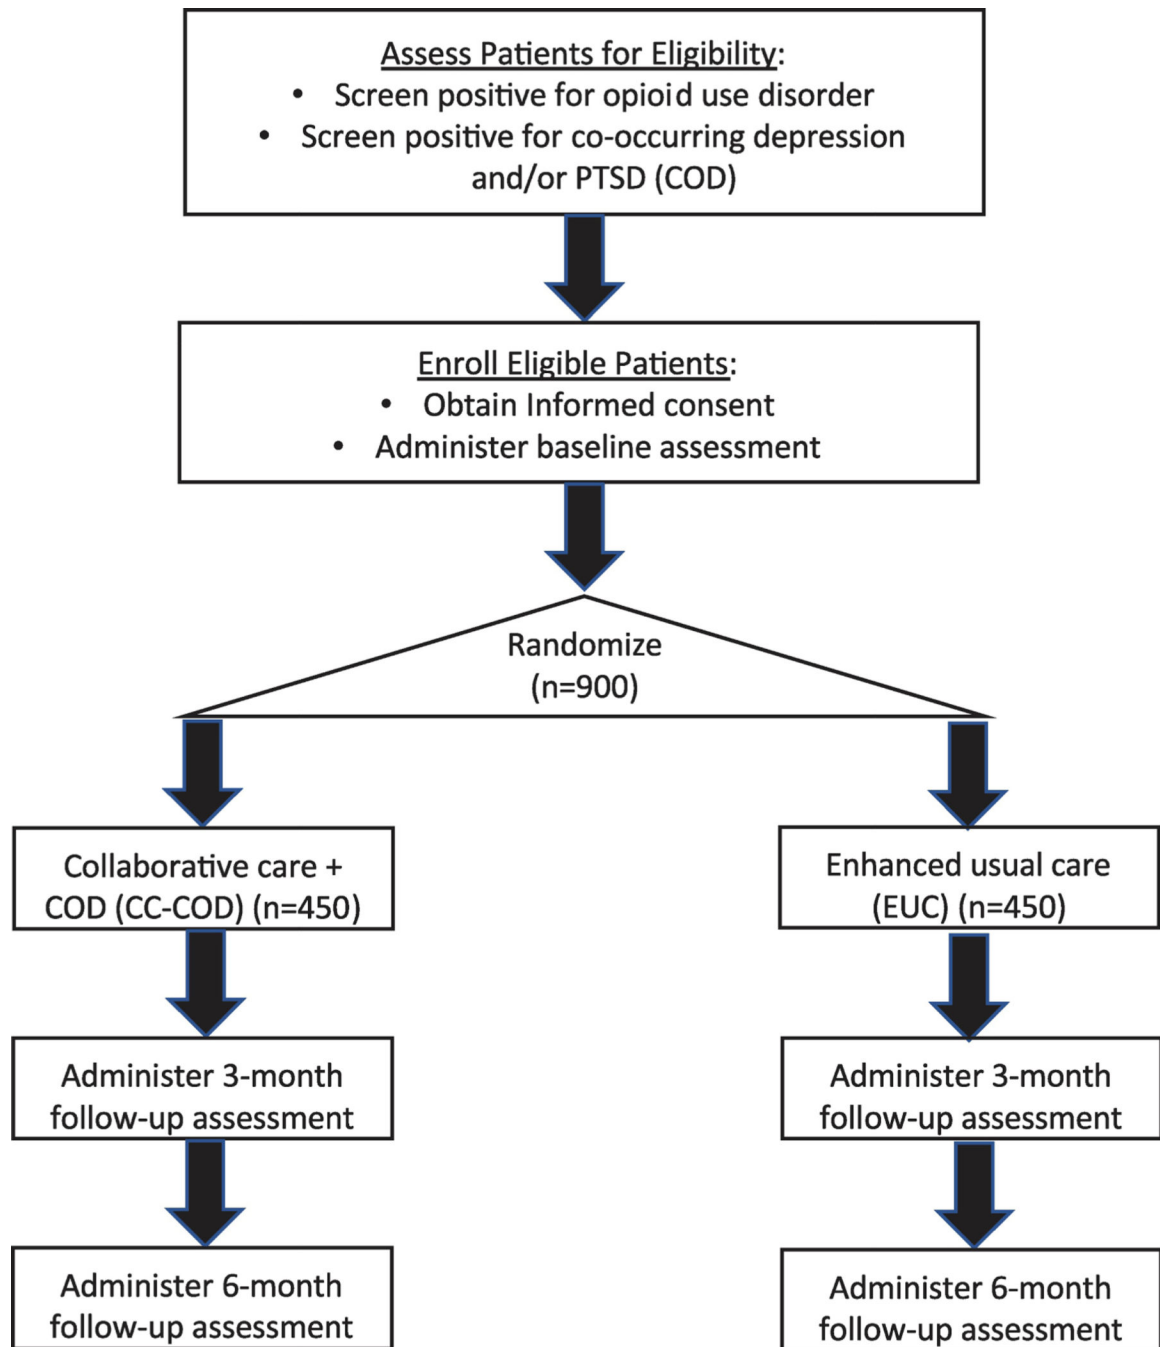 Assess Patients for Eligibility:
• Screen positive for opioid use disorder
• Screen positive for co-occurring depression
and/or PTSD (COD)
Enroll Eligible Patients:
• Obtain Informed consent
• Administer baseline assessment
Randomize
(n=900)
Collaborative care +
COD (CC-COD) (n=450)
Enhanced usual care
(EUC) (n=450)
Administer 3-month
follow-up assessment
Administer 3-month
follow-up assessment
Administer 6-month
follow-up assessment
Administer 6-month
follow-up assessment